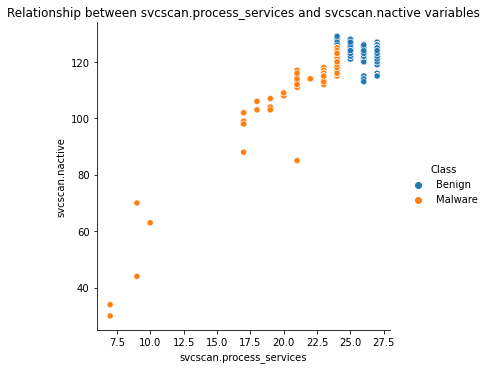 Relationship between svcscan.process_services and svcscan.nactive variables
120
100
80
60
40
svcscan.nactive
7.5 10.0 12.5 15.0 17.5 20.0 22.5 25.0 27.5
svcscan.process_services
Class
Benign
Malware